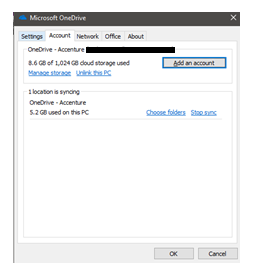 Microsoft OneDrive
Settings Account Network Office About
OneDrive - Accenture
8.6 GB of 1,024 GB cloud storage used Add an account
Manage storage Unlink this PC
1 location is syncing
OneDrive - Accenture
5.2 GB used on this PC Choose folders Stop sync
OK Cancel